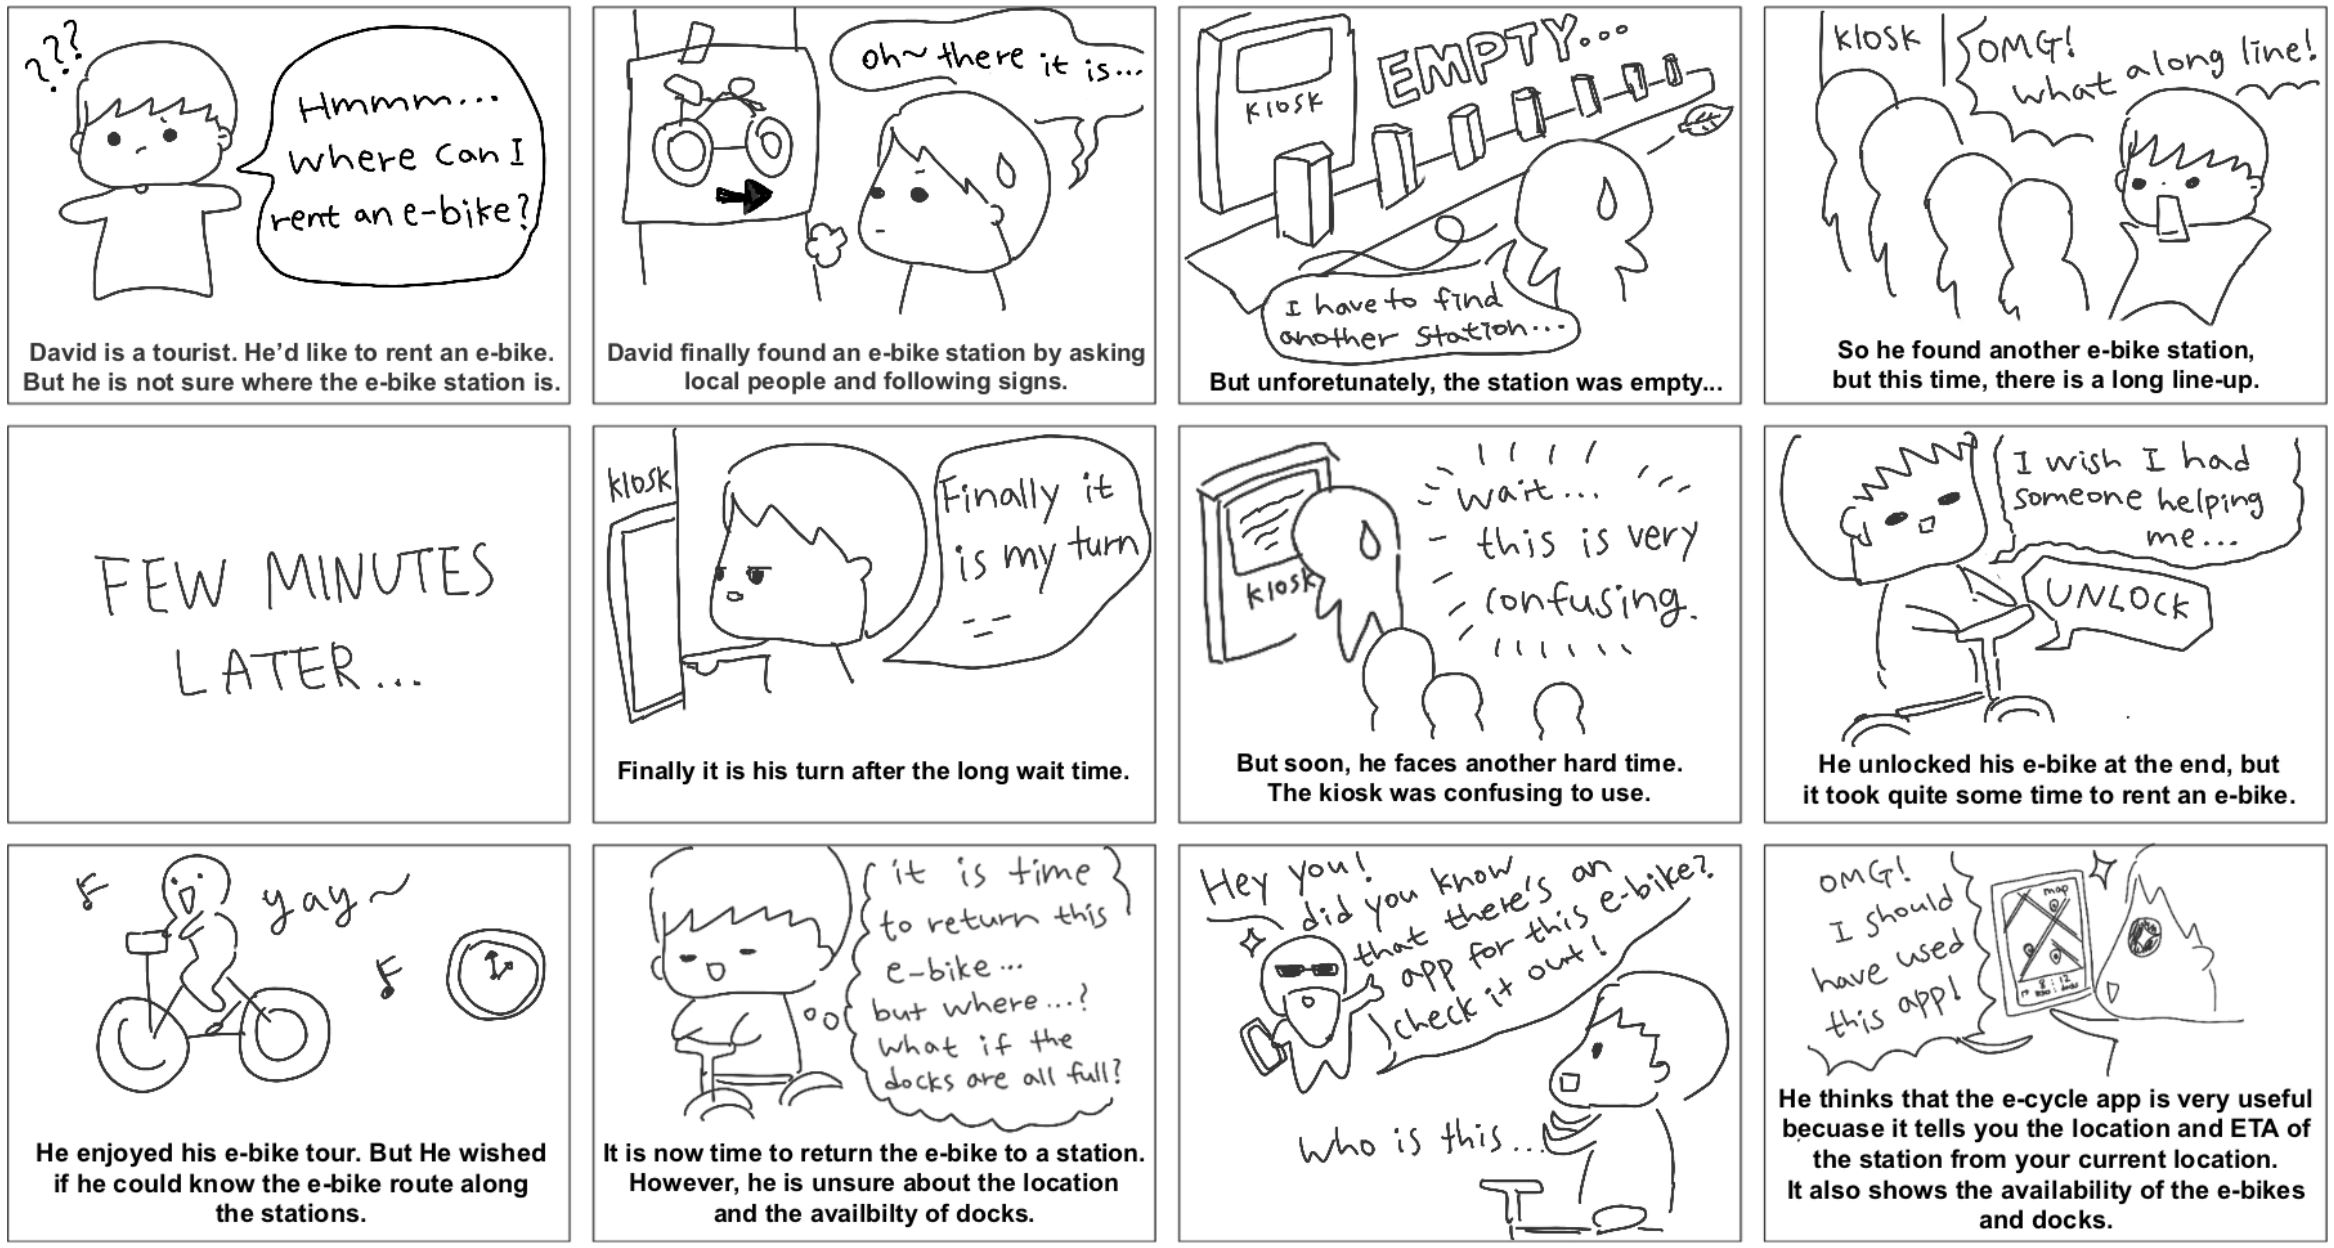 ???
Hmmm...
where can I
rent an e-bike?
David is a tourist. He'd like to rent an e-bike.
But he is not sure where the e-bike station is.
oh~ there it is...
David finally found an e-bike station by asking
local people and following signs.
KIOSK
EMPTY...
I have to find
another station...
But unforetunately, the station was empty...
KIOSK
OMG!
what along line!
So he found another e-bike station,
but this time, there is a long line-up.
FEW MINUTES
LATER...
KIOSK
Finally it
is my turn
Finally it is his turn after the long wait time.
KIOSK
wait...
this is very
confusing.
But soon, he faces another hard time.
The kiosk was confusing to use.
I wish I had
someone helping
me...
UNLOCK
He unlocked his e-bike at the end, but
it took quite some time to rent an e-bike.
yay~
He enjoyed his e-bike tour. But He wished
if he could know the e-bike route along
the stations.
it is time
to return this
e-bike...
but where...?
what if the
docks are all full?
It is now time to return the e-bike to a station.
However, he is unsure about the location
and the availbilty of docks.
Hey you!
did you know
that there's an
app for this e-bike?
check it out!
who is this...
OMG!
I should
have used
this app!
map
8 : 12
He thinks that the e-cycle app is very useful
becuase it tells you the location and ETA of
the station from your current location.
It also shows the availability of the e-bikes
and docks.